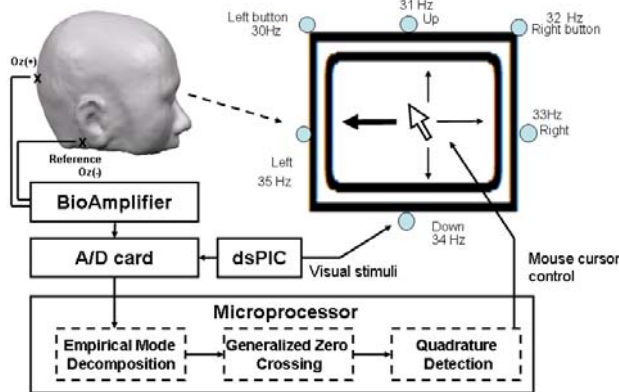 Left button
30Hz
31 Hz
Up
32 Hz
Right button
Oz(+)
x
x
Reference
Oz(-)
33Hz
Right
Left
35 Hz
Down
34 Hz
BioAmplifier
A/D card
dsPIC
Visual stimuli
Mouse cursor
control
Microprocessor
Empirical Mode
Decomposition
Generalized Zero
Crossing
Quadrature
Detection